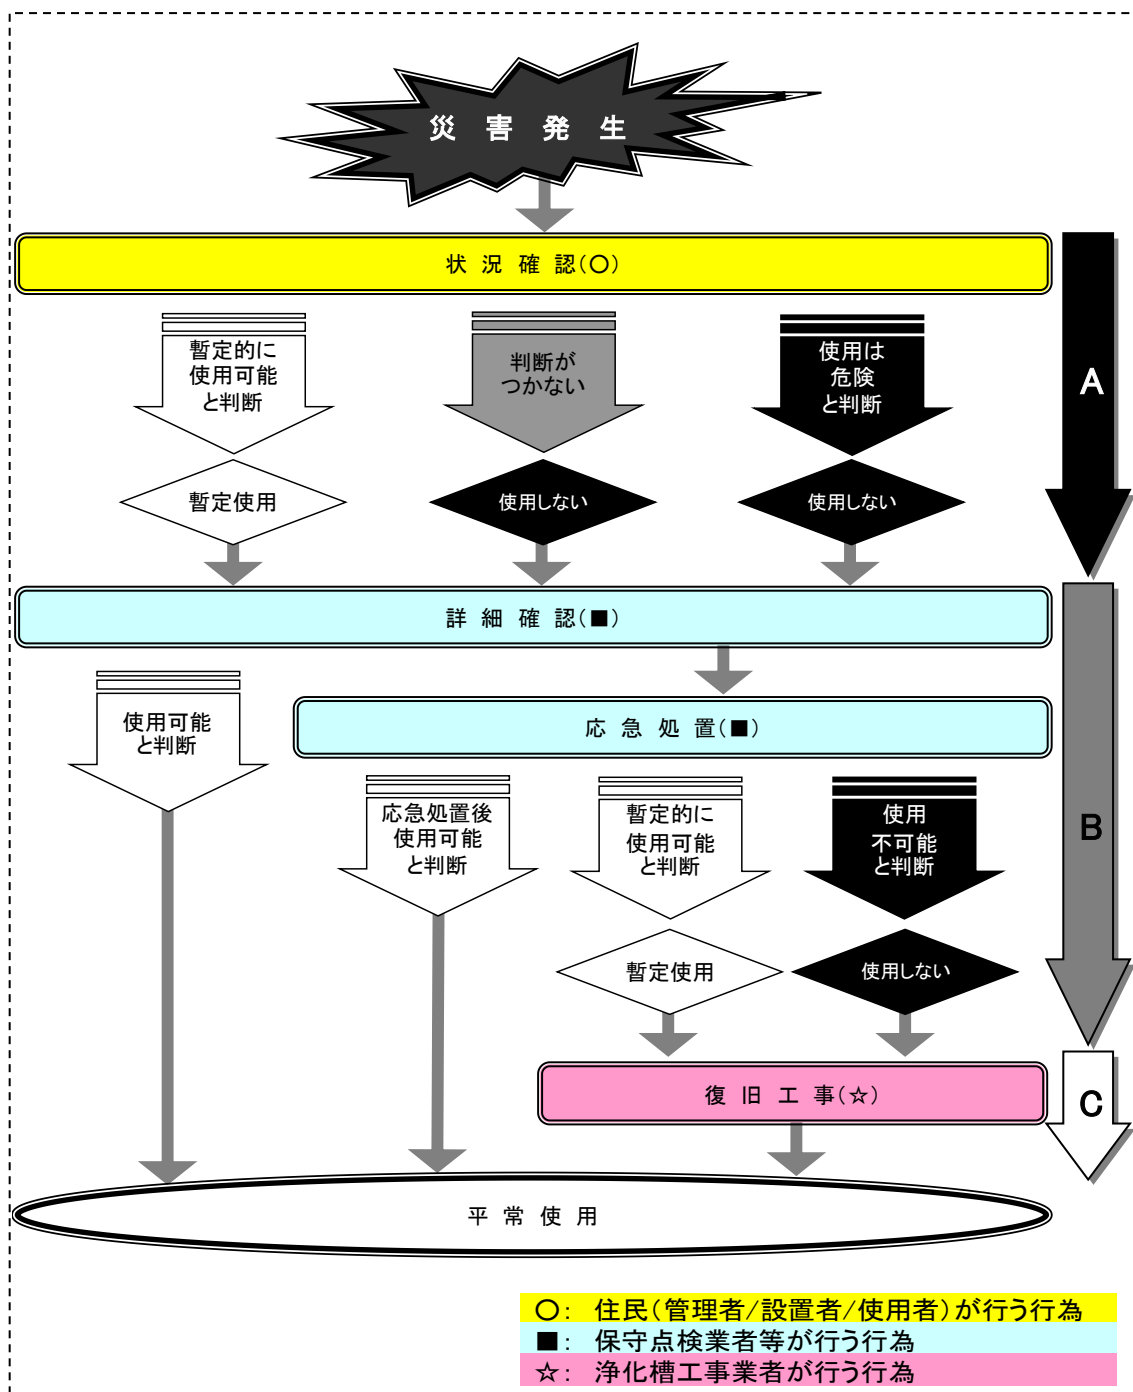 災 害 発 生
状 況 確 認(〇)
暫定的に
使用可能
と判断
判断が
つかない
使用は
危険
と判断
A
暫定使用
使用しない
使用しない
詳 細 確 認(■)
使用可能
と判断
応 急 処 置(■)
応急処置後
使用可能
と判断
暫定的に
使用可能
と判断
使用
不可能
と判断
B
暫定使用
使用しない
復 旧 工 事(☆)
C
平 常 使 用
〇: 住民(管理者/設置者/使用者)が行う行為
■: 保守点検業者等が行う行為
☆: 浄化槽工事業者が行う行為